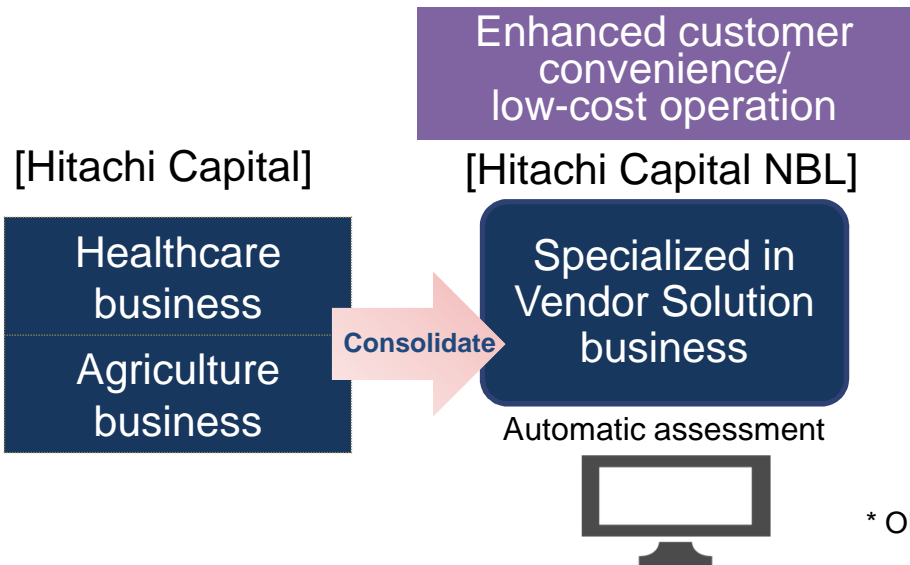 Enhanced customer
convenience/
low-cost operation
[Hitachi Capital]
[Hitachi Capital NBL]
Healthcare
business
Agriculture
business
Consolidate
Specialized in
Vendor Solution
business
Automatic assessment
* O